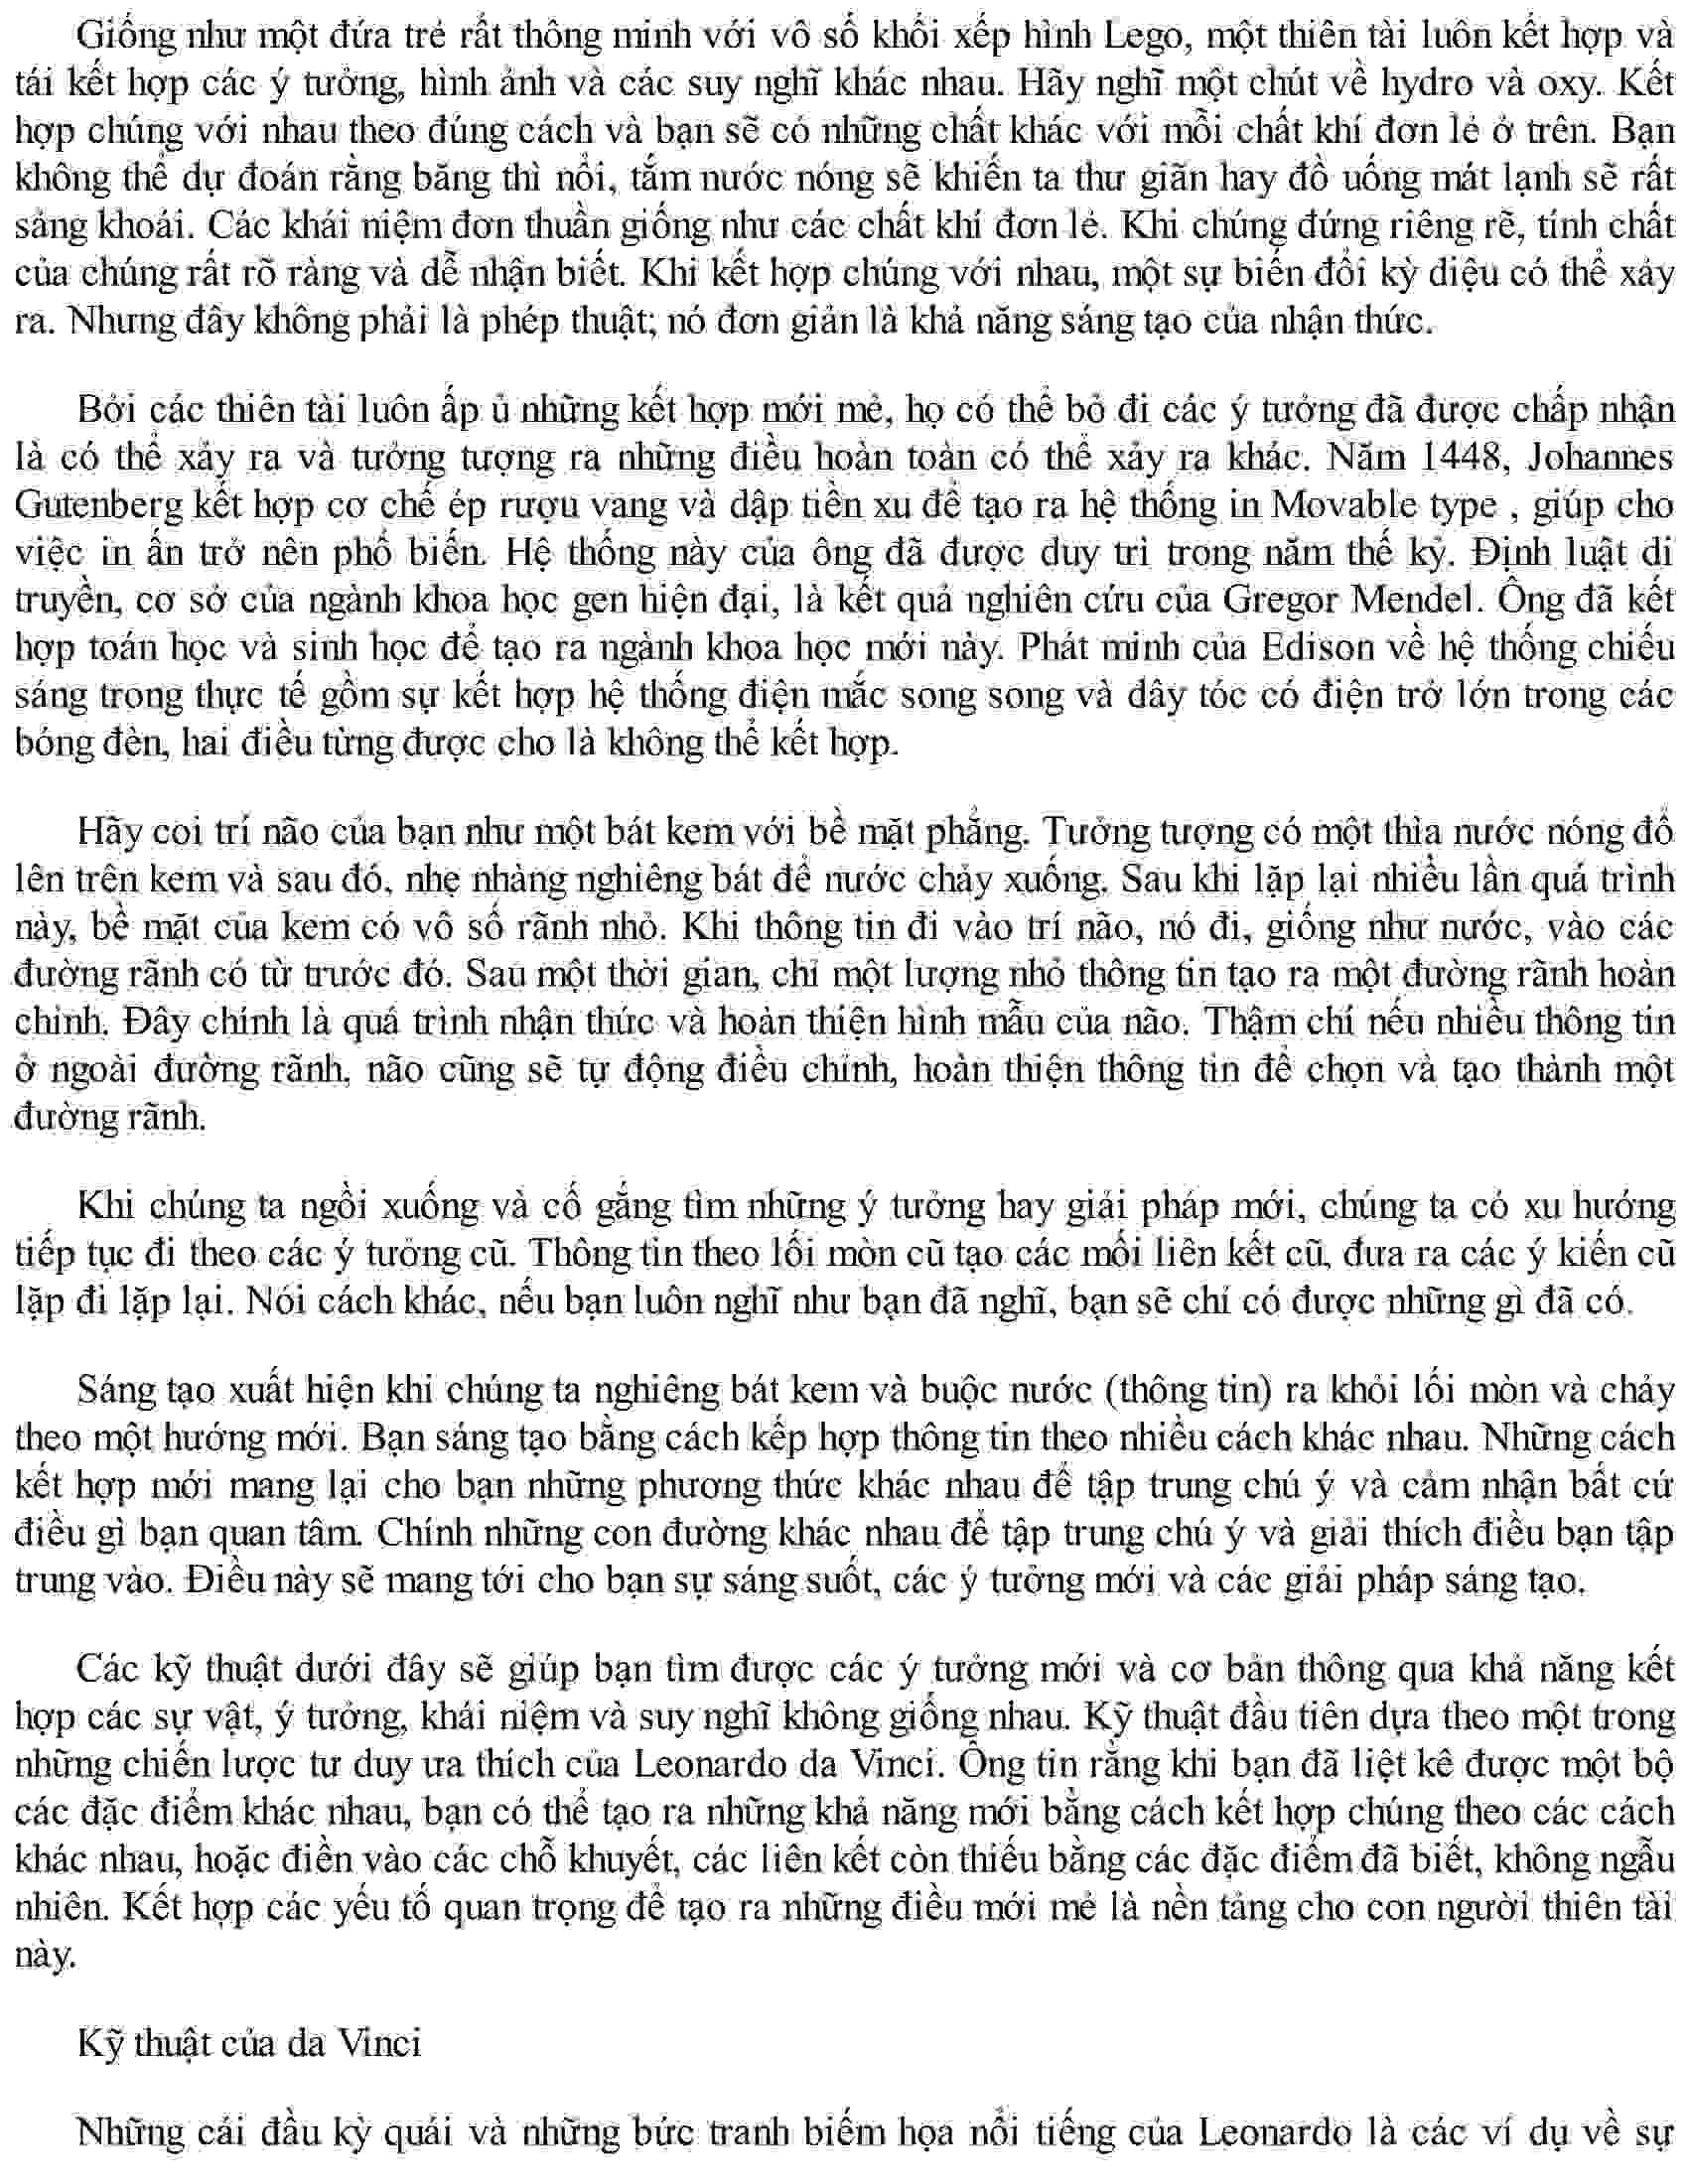 Giống như một đứa trẻ rất thông minh với vô số khối xếp hình Lego, một thiên tài luôn kết hợp và
tái kết hợp các ý tưởng, hình ảnh và các suy nghĩ khác nhau. Hãy nghĩ một chút về hydro và oxy. Kết
hợp chúng với nhau theo đúng cách và bạn sẽ có những chất khác với mỗi chất khí đơn lẻ ở trên. Bạn
không thể dự đoán rằng băng thì nổi, tắm nước nóng sẽ khiến ta thư giãn hay đồ uống mát lạnh sẽ rất
sảng khoái. Các khái niệm đơn thuần giống như các chất khí đơn lẻ. Khi chúng đứng riêng rẽ, tính chất
của chúng rất rõ ràng và dễ nhận biết. Khi kết hợp chúng với nhau, một sự biến đổi kỳ diệu có thể xảy
ra. Nhưng đây không phải là phép thuật; nó đơn giản là khả năng sáng tạo của nhận thức.
Bởi các thiên tài luôn ấp ủ những kết hợp mới mẻ, họ có thể bỏ đi các ý tưởng đã được chấp nhận
là có thể xảy ra và tưởng tượng ra những điều hoàn toàn có thể xảy ra khác. Năm 1448, Johannes
Gutenberg kết hợp cơ chế ép rượu vang và dập tiền xu để tạo ra hệ thống in Movable type , giúp cho
việc in ấn trở nên phổ biến. Hệ thống này của ông đã được duy trì trong năm thế kỷ. Định luật di
truyền, cơ sở của ngành khoa học gen hiện đại, là kết quả nghiên cứu của Gregor Mendel. Ông đã kết
hợp toán học và sinh học để tạo ra ngành khoa học mới này. Phát minh của Edison về hệ thống chiếu
sáng trong thực tế gồm sự kết hợp hệ thống điện mắc song song và dây tóc có điện trở lớn trong các
bóng đèn, hai điều từng được cho là không thể kết hợp.
Hãy coi trí não của bạn như một bát kem với bề mặt phẳng. Tưởng tượng có một thìa nước nóng đổ
lên trên kem và sau đó, nhẹ nhàng nghiêng bát để nước chảy xuống. Sau khi lặp lại nhiều lần quá trình
này, bề mặt của kem có vô số rãnh nhỏ. Khi thông tin đi vào trí não, nó đi, giống như nước, vào các
đường rãnh có từ trước đó. Sau một thời gian, chỉ một lượng nhỏ thông tin tạo ra một đường rãnh hoàn
chỉnh. Đây chính là quá trình nhận thức và hoàn thiện hình mẫu của não. Thậm chí nếu nhiều thông tin
ở ngoài đường rãnh, não cũng sẽ tự động điều chỉnh, hoàn thiện thông tin để chọn và tạo thành một
đường rãnh.
Khi chúng ta ngồi xuống và cố gắng tìm những ý tưởng hay giải pháp mới, chúng ta có xu hướng
tiếp tục đi theo các ý tưởng cũ. Thông tin theo lối mòn cũ tạo các mối liên kết cũ, đưa ra các ý kiến cũ
lặp đi lặp lại. Nói cách khác, nếu bạn luôn nghĩ như bạn đã nghĩ, bạn sẽ chỉ có được những gì đã có.
Sáng tạo xuất hiện khi chúng ta nghiêng bát kem và buộc nước (thông tin) ra khỏi lối mòn và chảy
theo một hướng mới. Bạn sáng tạo bằng cách kếp hợp thông tin theo nhiều cách khác nhau. Những cách
kết hợp mới mang lại cho bạn những phương thức khác nhau để tập trung chú ý và cảm nhận bất cứ
điều gì bạn quan tâm. Chính những con đường khác nhau để tập trung chú ý và giải thích điều bạn tập
trung vào. Điều này sẽ mang tới cho bạn sự sáng suốt, các ý tưởng mới và các giải pháp sáng tạo.
Các kỹ thuật dưới đây sẽ giúp bạn tìm được các ý tưởng mới và cơ bản thông qua khả năng kết
hợp các sự vật, ý tưởng, khái niệm và suy nghĩ không giống nhau. Kỹ thuật đầu tiên dựa theo một trong
những chiến lược tư duy ưa thích của Leonardo da Vinci. Ông tin rằng khi bạn đã liệt kê được một bộ
các đặc điểm khác nhau, bạn có thể tạo ra những khả năng mới bằng cách kết hợp chúng theo các cách
khác nhau, hoặc điền vào các chỗ khuyết, các liên kết còn thiếu bằng các đặc điểm đã biết, không ngẫu
nhiên. Kết hợp các yếu tố quan trọng để tạo ra những điều mới mẻ là nền tảng cho con người thiên tài
này.
Kỹ thuật của da Vinci
Những cái đầu kỳ quái và những bức tranh biếm họa nổi tiếng của Leonardo là các ví dụ về sự